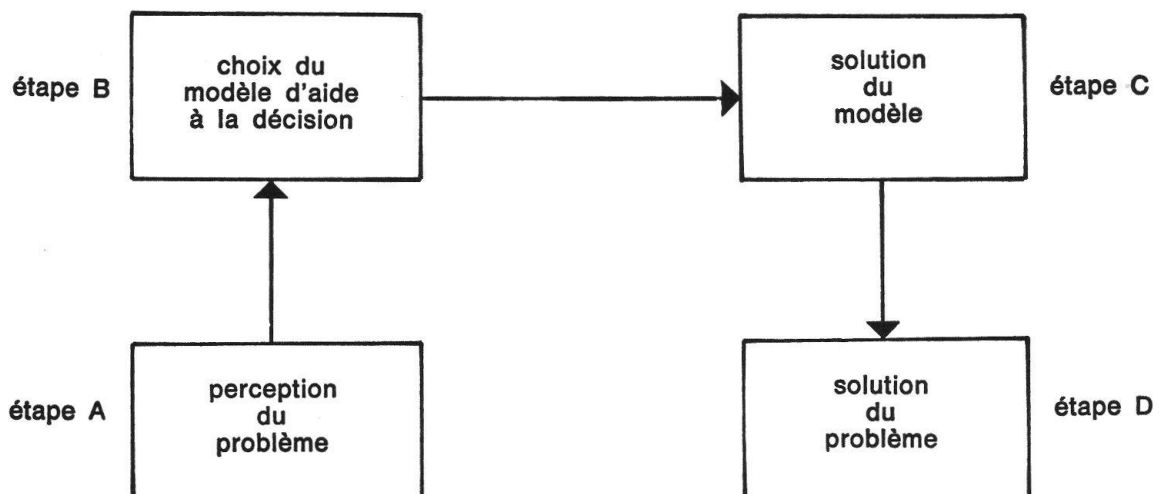 étape B
choix du
modèle d'aide
à la décision
solution
du
modèle
étape C
étape A
perception
du
problème
solution
du
problème
étape D